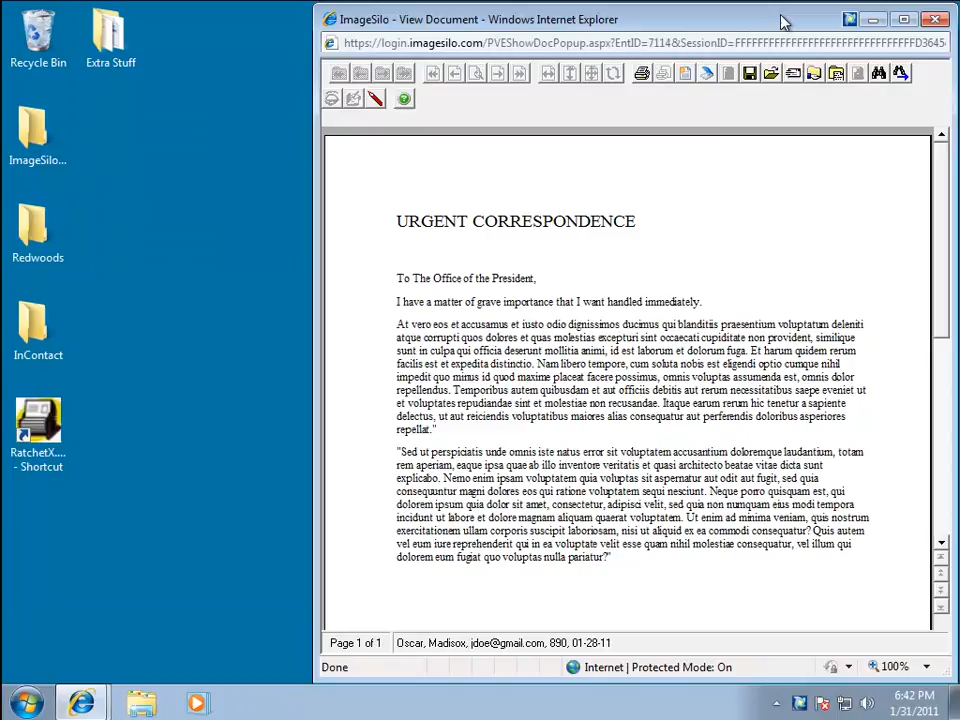 Recycle Bin
Extra Stuff
ImageSilo...
Redwoods
InContact
RatchetX....
- Shortcut
ImageSilo - View Document - Windows Internet Explorer
https://login.imagesilo.com/PVEShowDocPopup.aspx?EntID=7114&SessionID=FFFFFFFFFFFFFFFFFFFFFFFFFFFFFFD3645
URGENT CORRESPONDENCE
To The Office of the President,
I have a matter of grave importance that I want handled immediately.
At vero eos et accusamus et iusto odio dignissimos ducimus qui blanditiis praesentium voluptatum deleniti
atque corrupti quos dolores et quas molestias excepturi sint occaecati cupiditate non provident, similique
sunt in culpa qui officia deserunt mollitia animi, id est laborum et dolorum fuga. Et harum quidem rerum
facilis est et expedita distinctio. Nam libero tempore, cum soluta nobis est eligendi optio cumque nihil
impedit quo minus id quod maxime placeat facere possimus, omnis voluptas assumenda est, omnis dolor
repellendus. Temporibus autem quibusdam et aut officiis debitis aut rerum necessitatibus saepe eveniet ut
et voluptates repudiandae sint et molestiae non recusandae. Itaque earum rerum hic tenetur a sapiente
delectus, ut aut reiciendis voluptatibus maiores alias consequatur aut perferendis doloribus asperiores
repellat."
"Sed ut perspiciatis unde omnis iste natus error sit voluptatem accusantium doloremque laudantium, totam
rem aperiam, eaque ipsa quae ab illo inventore veritatis et quasi architecto beatae vitae dicta sunt
explicabo. Nemo enim ipsam voluptatem quia voluptas sit aspernatur aut odit aut fugit, sed quia
consequuntur magni dolores eos qui ratione voluptatem sequi nesciunt. Neque porro quisquam est, qui
dolorem ipsum quia dolor sit amet, consectetur, adipisci velit, sed quia non numquam eius modi tempora
incidunt ut labore et dolore magnam aliquam quaerat voluptatem. Ut enim ad minima veniam, quis nostrum
exercitationem ullam corporis suscipit laboriosam, nisi ut aliquid ex ea commodi consequatur? Quis autem
vel eum iure reprehenderit qui in ea voluptate velit esse quam nihil molestiae consequatur, vel illum qui
dolorem eum fugiat quo voluptas nulla pariatur?"
Page 1 of 1
Oscar, Madisox, jdoe@gmail.com, 890, 01-28-11
Done
Internet | Protected Mode: On
100%
6:42 PM
1/31/2011